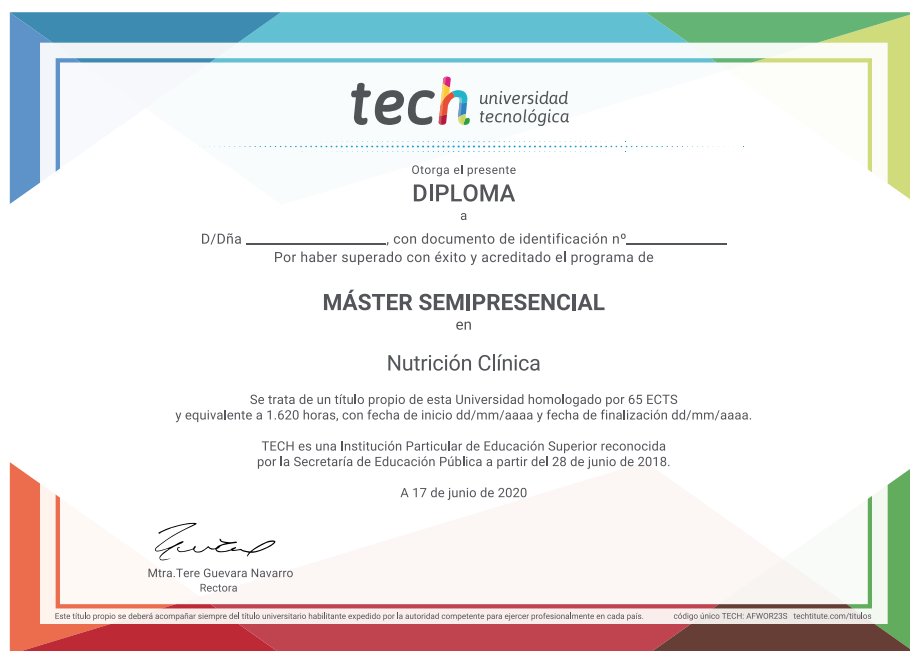 tech universidad
tecnológica
Otorga el presente
DIPLOMA
a
D/Dña ________________, con documento de identificación nº____________
Por haber superado con éxito y acreditado el programa de
MÁSTER SEMIPRESENCIAL
en
Nutrición Clínica
Se trata de un título propio de esta Universidad homologado por 65 ECTS
y equivalente a 1.620 horas, con fecha de inicio dd/mm/aaaa y fecha de finalización dd/mm/aaaa.
TECH es una Institución Particular de Educación Superior reconocida
por la Secretaría de Educación Pública a partir del 28 de junio de 2018.
A 17 de junio de 2020
Mtra.Tere Guevara Navarro
Rectora
Este título propio se deberá acompañar siempre del título universitario habilitante expedido por la autoridad competente para ejercer profesionalmente en cada país. código único TECH: AFWOR23S techtitute.com/titulos